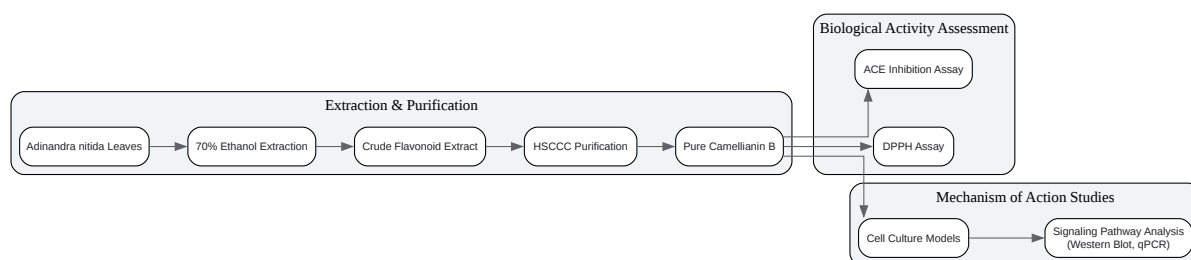 Biological Activity Assessment
ACE Inhibition Assay
Extraction & Purification
Adinandra nitida Leaves
70% Ethanol Extraction
Crude Flavonoid Extract
HSCCC Purification
Pure Camellianin B
DPPH Assay
Mechanism of Action Studies
Cell Culture Models
Signaling Pathway Analysis
(Western Blot, qPCR)